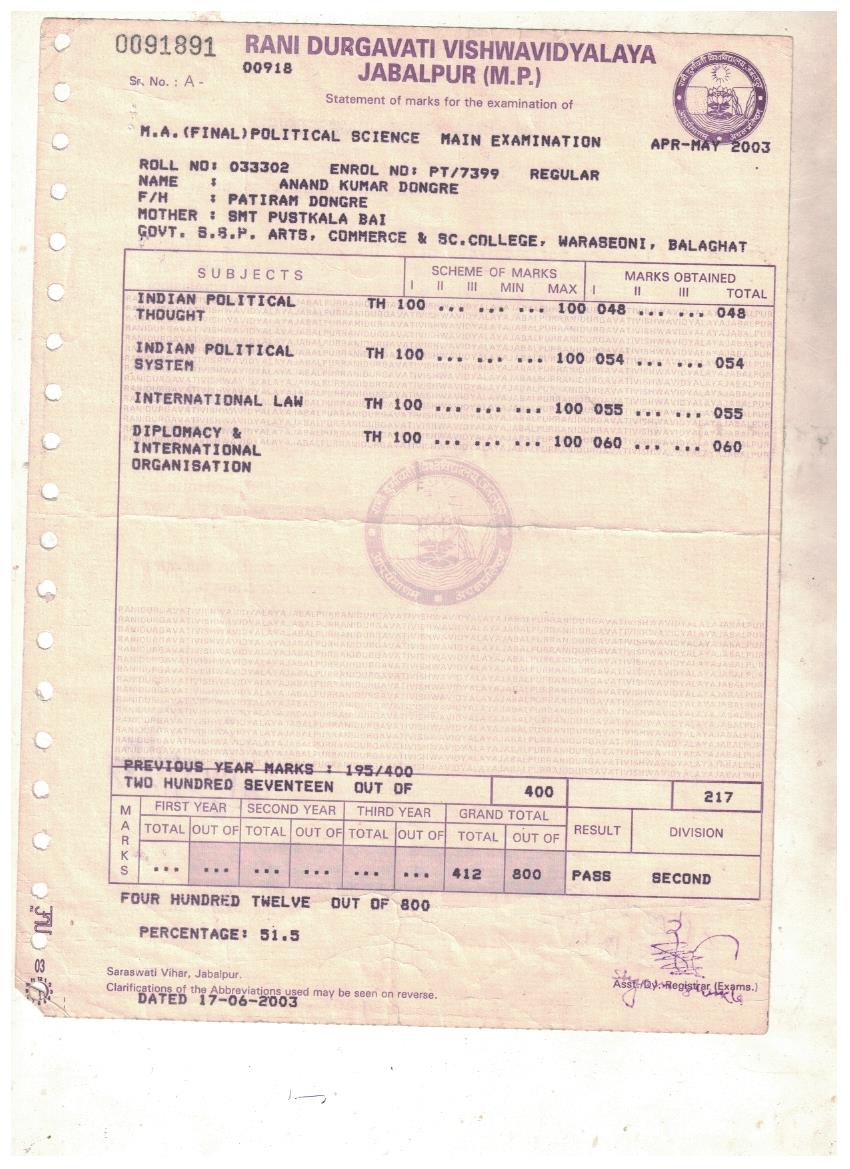 0091891 RANI DURGAVATI VISHWAVIDYALAYA
00918 JABALPUR (M.P.)
Sr. No. : A -
Statement of marks for the examination of
M.A.(FINAL)POLITICAL SCIENCE MAIN EXAMINATION APR-MAY 2003
ROLL NO: 033302 ENROL NO: PT/7399 REGULAR
NAME : ANAND KUMAR DONGRE
F/H : PATIRAM DONGRE
MOTHER : SMT PUSTKALA BAI
GOVT. S.S.P. ARTS, COMMERCE & SC.COLLEGE, WARASEONI, BALAGHAT
SUBJECTS SCHEME OF MARKS MARKS OBTAINED
I II III MIN MAX I II III TOTAL
INDIAN POLITICAL TH 100 ... ... ... 100 048 ... ... 048
THOUGHT
INDIAN POLITICAL TH 100 ... ... ... 100 054 ... ... 054
SYSTEM
INTERNATIONAL LAW TH 100 ... ... ... 100 055 ... ... 055
DIPLOMACY & TH 100 ... ... ... 100 060 ... ... 060
INTERNATIONAL
ORGANISATION
PREVIOUS YEAR MARKS : 195/400
TWO HUNDRED SEVENTEEN OUT OF 400 217
MARKS FIRST YEAR SECOND YEAR THIRD YEAR GRAND TOTAL RESULT DIVISION
TOTAL OUT OF TOTAL OUT OF TOTAL OUT OF TOTAL OUT OF
... ... ... ... ... ... 412 800 PASS SECOND
FOUR HUNDRED TWELVE OUT OF 800
PERCENTAGE: 51.5
03
Saraswati Vihar, Jabalpur.
Clarifications of the Abbreviations used may be seen on reverse.
Asst./Dy. Registrar (Exams.)
DATED 17-06-2003